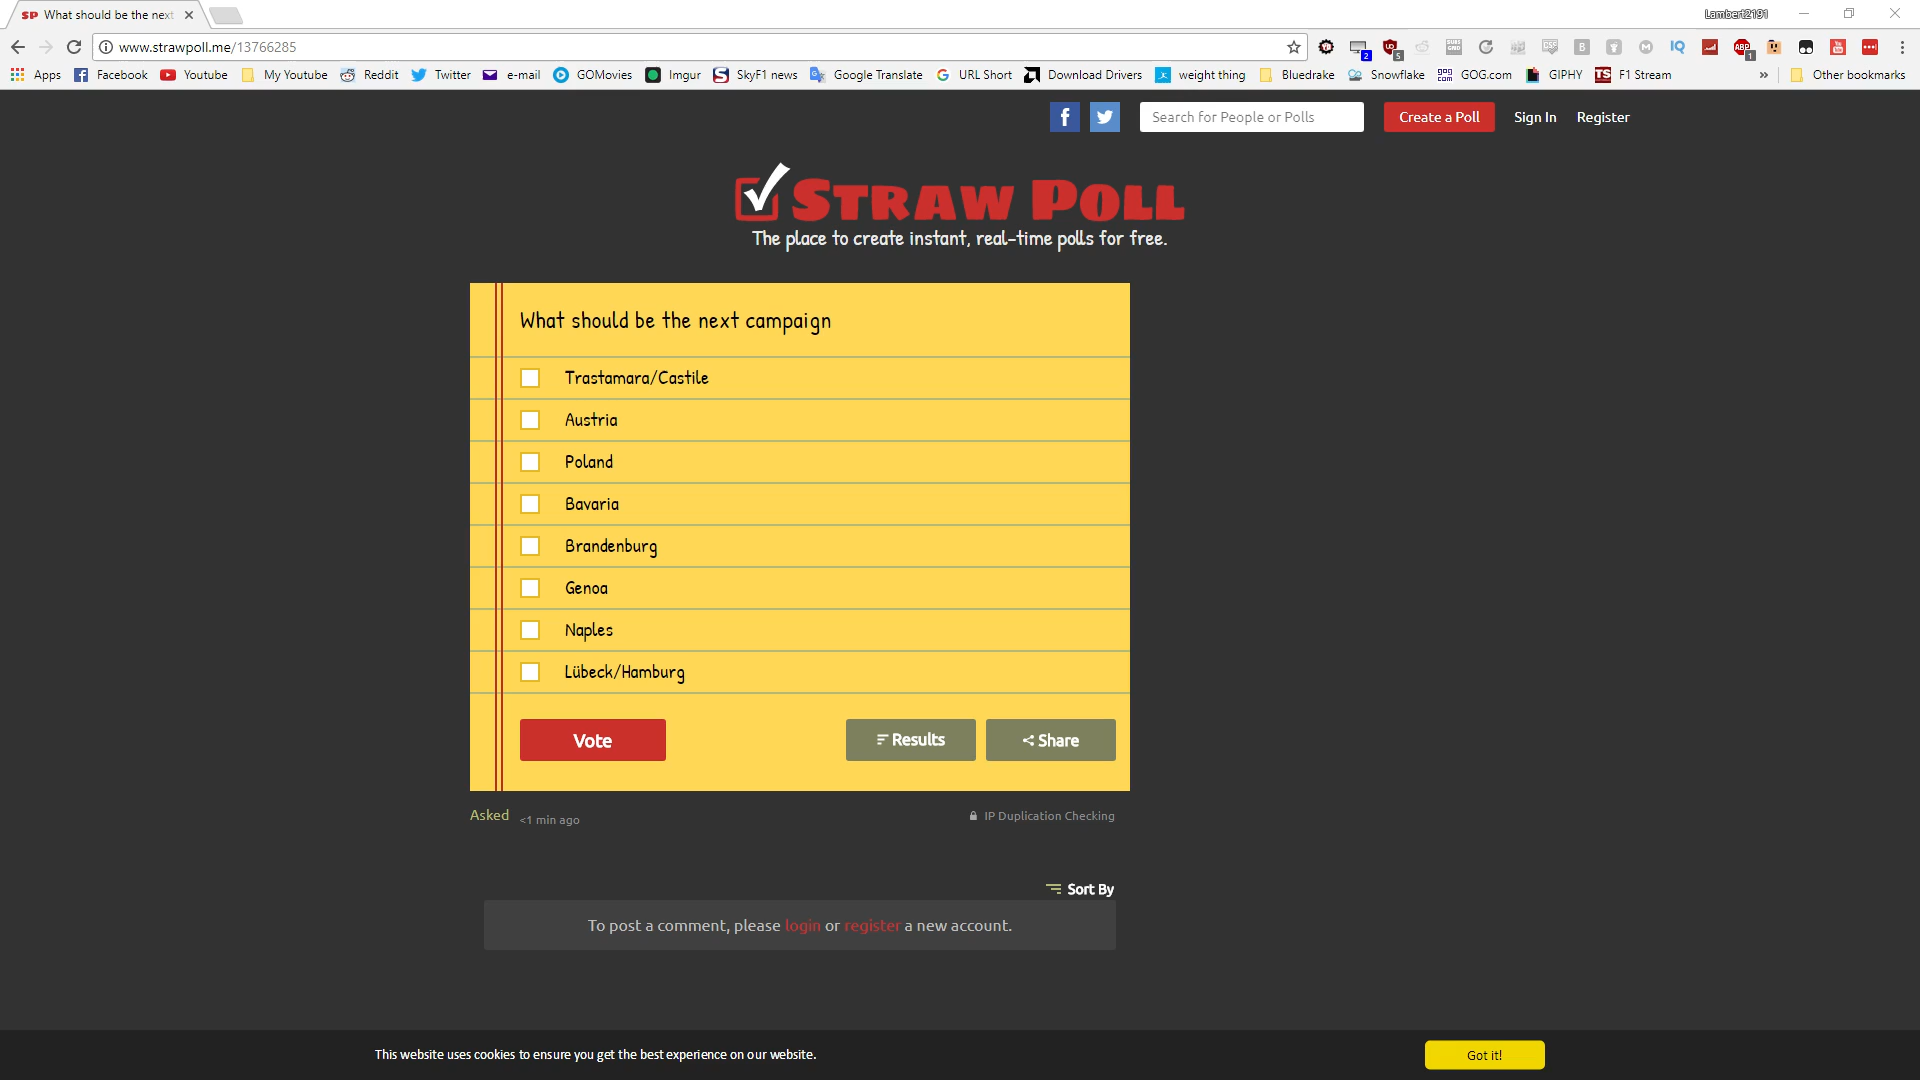 SP What should be the next
Lambert2191
www.strawpoll.me/13766285
Apps Facebook Youtube My Youtube Reddit Twitter e-mail GOMovies Imgur SkyF1 news Google Translate URL Short Download Drivers weight thing Bluedrake Snowflake GOG.com GIPHY F1 Stream » Other bookmarks
Search for People or Polls Create a Poll Sign In Register
STRAW POLL
The place to create instant, real-time polls for free.
What should be the next campaign
Trastamara/Castile
Austria
Poland
Bavaria
Brandenburg
Genoa
Naples
Lübeck/Hamburg
Vote Results Share
Asked <1 min ago IP Duplication Checking
Sort By
To post a comment, please login or register a new account.
This website uses cookies to ensure you get the best experience on our website. Got it!